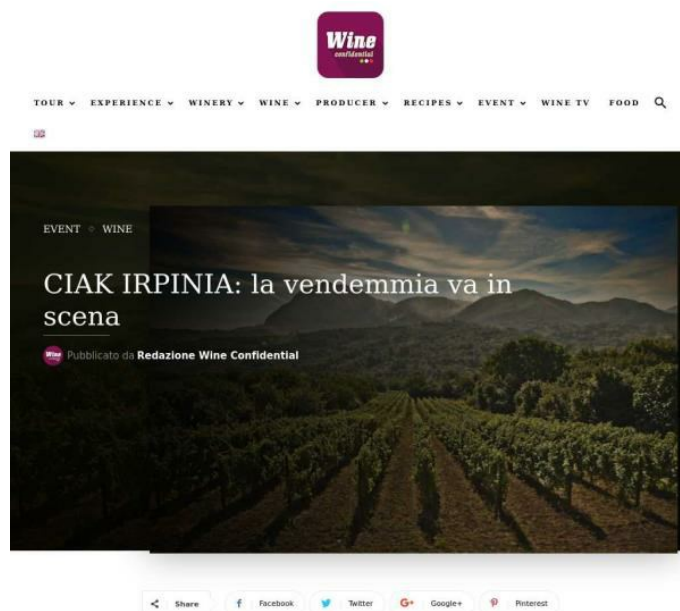 Wine
confidential
TOUR EXPERIENCE WINERY WINE PRODUCER RECIPES EVENT WINE TV FOOD
EVENT ◇ WINE
CIAK IRPINIA: la vendemmia va in
scena
Wine Pubblicato da Redazione Wine Confidential
Share Facebook Twitter Google+ Pinterest